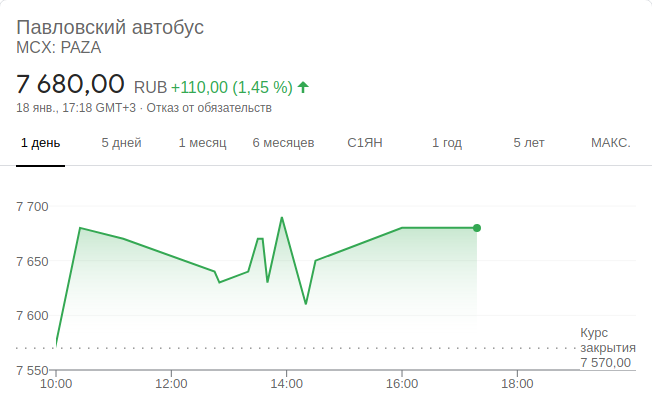 Павловский автобус
MCX: PAZA
7 680,00 RUB +110,00 (1,45 %)
18 янв., 17:18 GMT+3 · Отказ от обязательств
1 день 5 дней 1 месяц 6 месяцев С1ЯН 1 год 5 лет МАКС.
7 700
7 650
7 600
Курс
закрытия
7 570,00
7 550
10:00 12:00 14:00 16:00 18:00